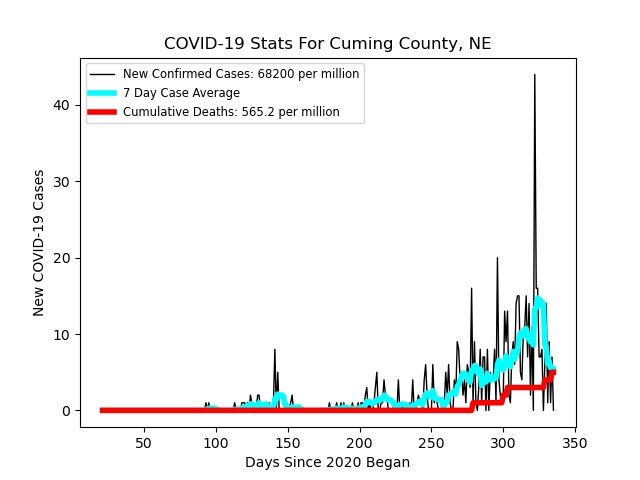 COVID-19 Stats For Cuming County, NE
New Confirmed Cases: 68200 per million
7 Day Case Average
Cumulative Deaths: 565.2 per million
New COVID-19 Cases
40
30
20
10
0
50 100 150 200 250 300 350
Days Since 2020 Began